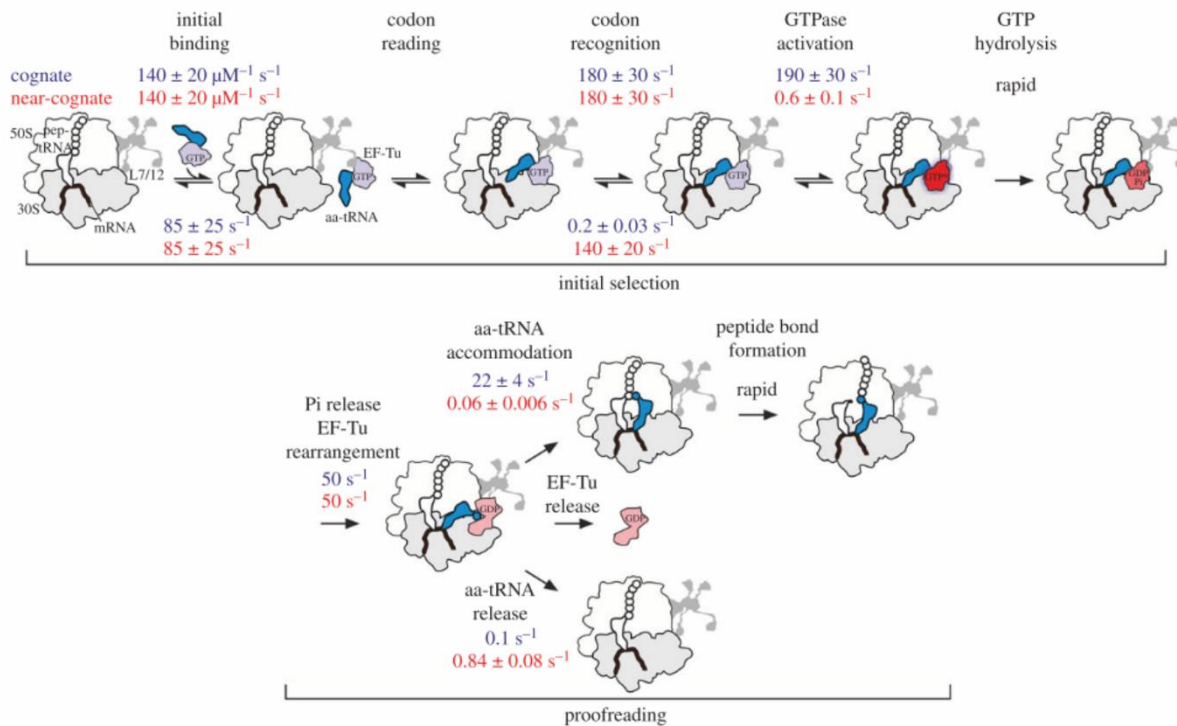 initial
binding
codon
reading
codon
recognition
GTPase
activation
GTP
hydrolysis
cognate
140 ± 20 μM⁻¹ s⁻¹
180 ± 30 s⁻¹
190 ± 30 s⁻¹
rapid
near-cognate
140 ± 20 μM⁻¹ s⁻¹
180 ± 30 s⁻¹
0.6 ± 0.1 s⁻¹
50S
pep-
tRNA
GTP
L7/12
30S
mRNA
EF-Tu
GTP
aa-tRNA
GTP
GTP
GTP*
GDP
Pi
85 ± 25 s⁻¹
85 ± 25 s⁻¹
0.2 ± 0.03 s⁻¹
140 ± 20 s⁻¹
initial selection
aa-tRNA
accommodation
22 ± 4 s⁻¹
0.06 ± 0.006 s⁻¹
peptide bond
formation
rapid
Pi release
EF-Tu
rearrangement
50 s⁻¹
50 s⁻¹
GDP
EF-Tu
release
GDP
aa-tRNA
release
0.1 s⁻¹
0.84 ± 0.08 s⁻¹
proofreading